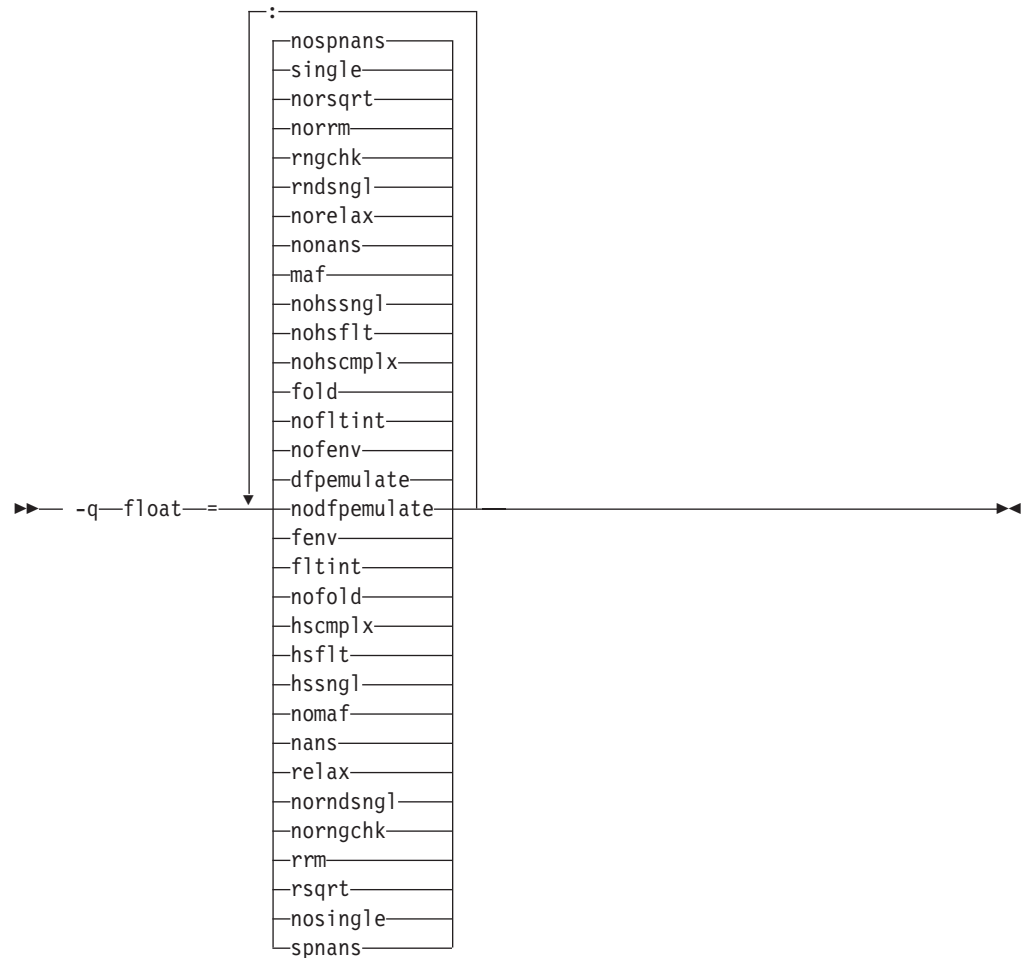 :
nospnans
single
norsqrt
norrm
rngchk
rndsngl
norelax
nonans
maf
nohssngl
nohsflt
nohscmplx
fold
nofltint
nofenv
dfpemulate
-q float = nodfpemulate
fenv
fltint
nofold
hscmplx
hsflt
hssngl
nomaf
nans
relax
norndsngl
norngchk
rrm
rsqrt
nosingle
spnans